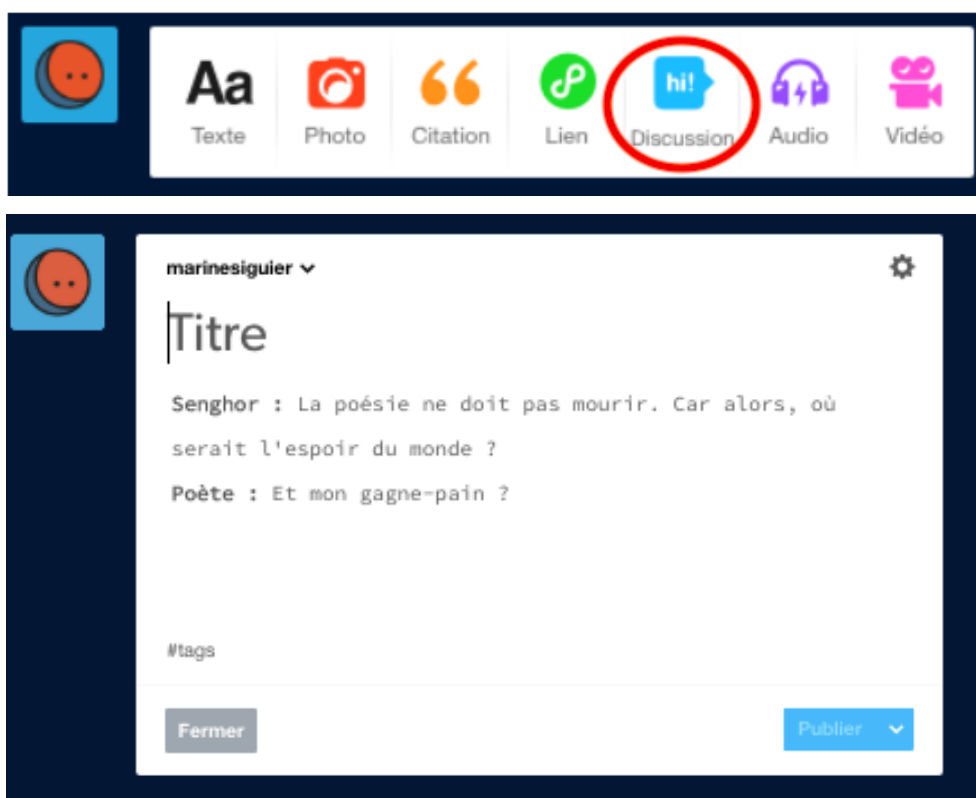 Aa
hi!
Texte Photo Citation Lien Discussion Audio Vidéo
marinesiguier
Titre
Senghor : La poésie ne doit pas mourir. Car alors, où
serait l'espoir du monde ?
Poète : Et mon gagne-pain ?
#tags
Fermer Publier